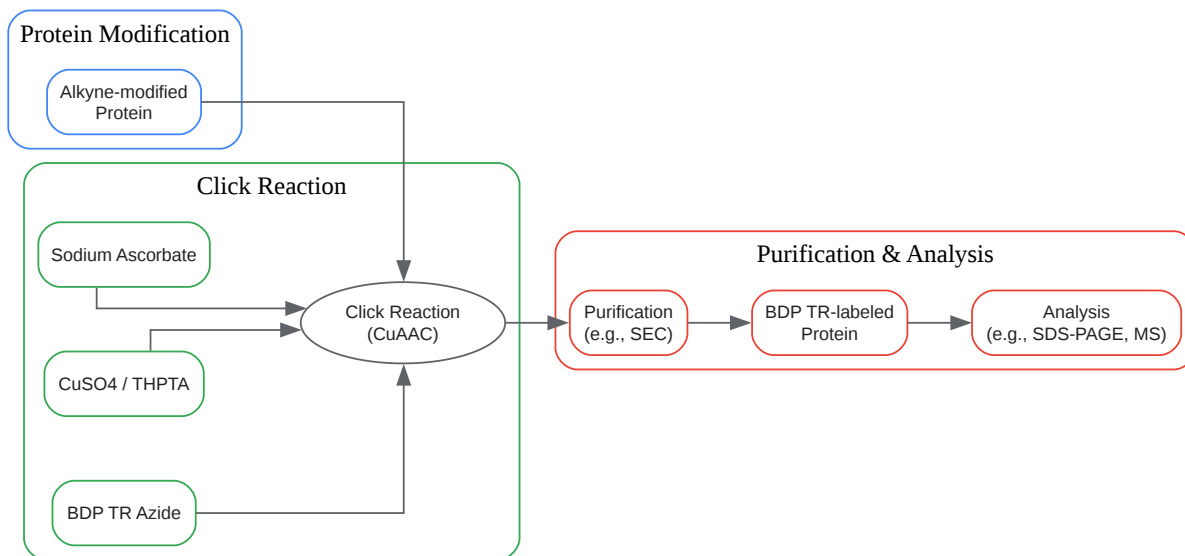 Protein Modification
Alkyne-modified
Protein
Click Reaction
Sodium Ascorbate
CuSO4 / THPTA
BDP TR Azide
Click Reaction
(CuAAC)
Purification & Analysis
Purification
(e.g., SEC)
BDP TR-labeled
Protein
Analysis
(e.g., SDS-PAGE, MS)